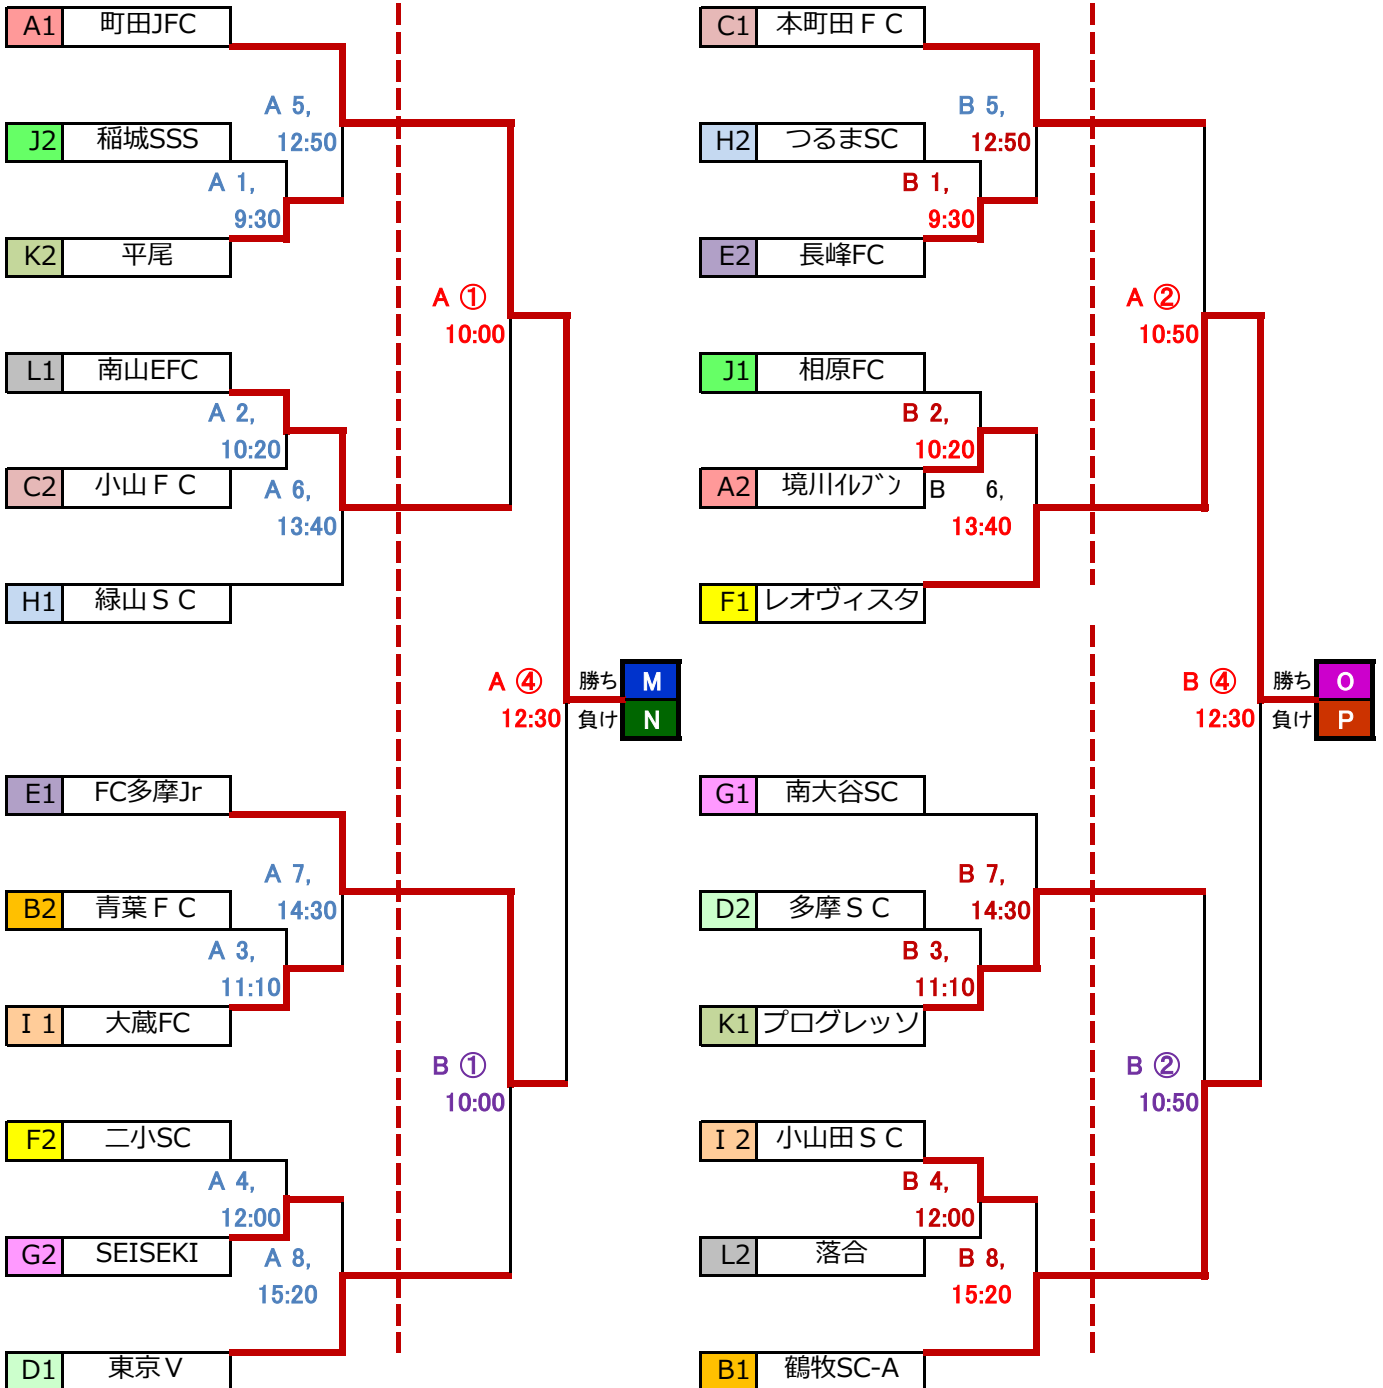 A1 町田JFC
A 5,
J2 稲城SSS
12:50
A 1,
9:30
K2 平尾
A ①
10:00
L1 南山EFC
A 2,
10:20
C2 小山ＦＣ
A 6,
13:40
H1 緑山ＳＣ
A ④
12:30
勝ち M
負け N
E1 FC多摩Jr
A 7,
B2 青葉ＦＣ
14:30
A 3,
11:10
I 1 大蔵FC
B ①
10:00
F2 二小SC
A 4,
12:00
G2 SEISEKI
A 8,
15:20
D1 東京Ｖ
C1 本町田ＦＣ
B 5,
H2 つるまSC
12:50
B 1,
9:30
E2 長峰FC
A ②
10:50
J1 相原FC
B 2,
10:20
A2 境川ｲﾚﾌﾞﾝ
B 6,
13:40
F1 レオヴィスタ
B ④
12:30
勝ち O
負け P
G1 南大谷SC
B 7,
D2 多摩ＳＣ
14:30
B 3,
11:10
K1 プログレッソ
B ②
10:50
I 2 小山田ＳＣ
B 4,
12:00
L2 落合
B 8,
15:20
B1 鶴牧SC-A